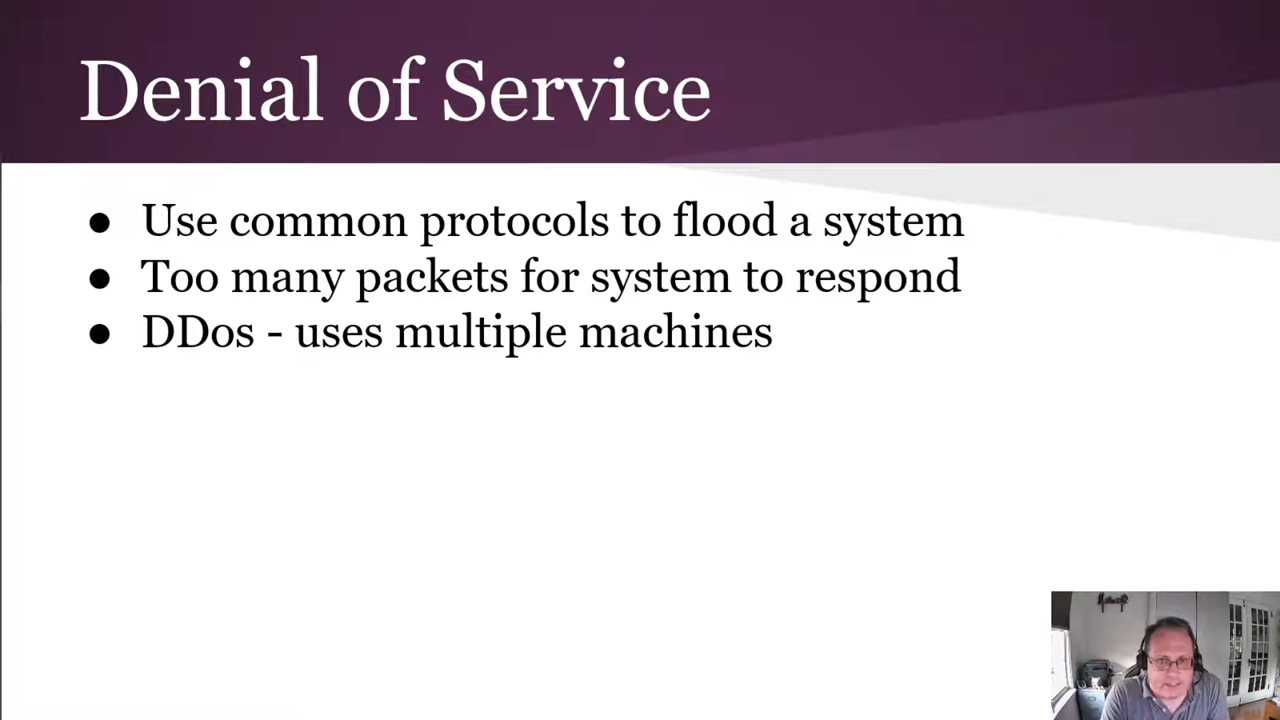 Denial of Service
● Use common protocols to flood a system
● Too many packets for system to respond
● DDos - uses multiple machines